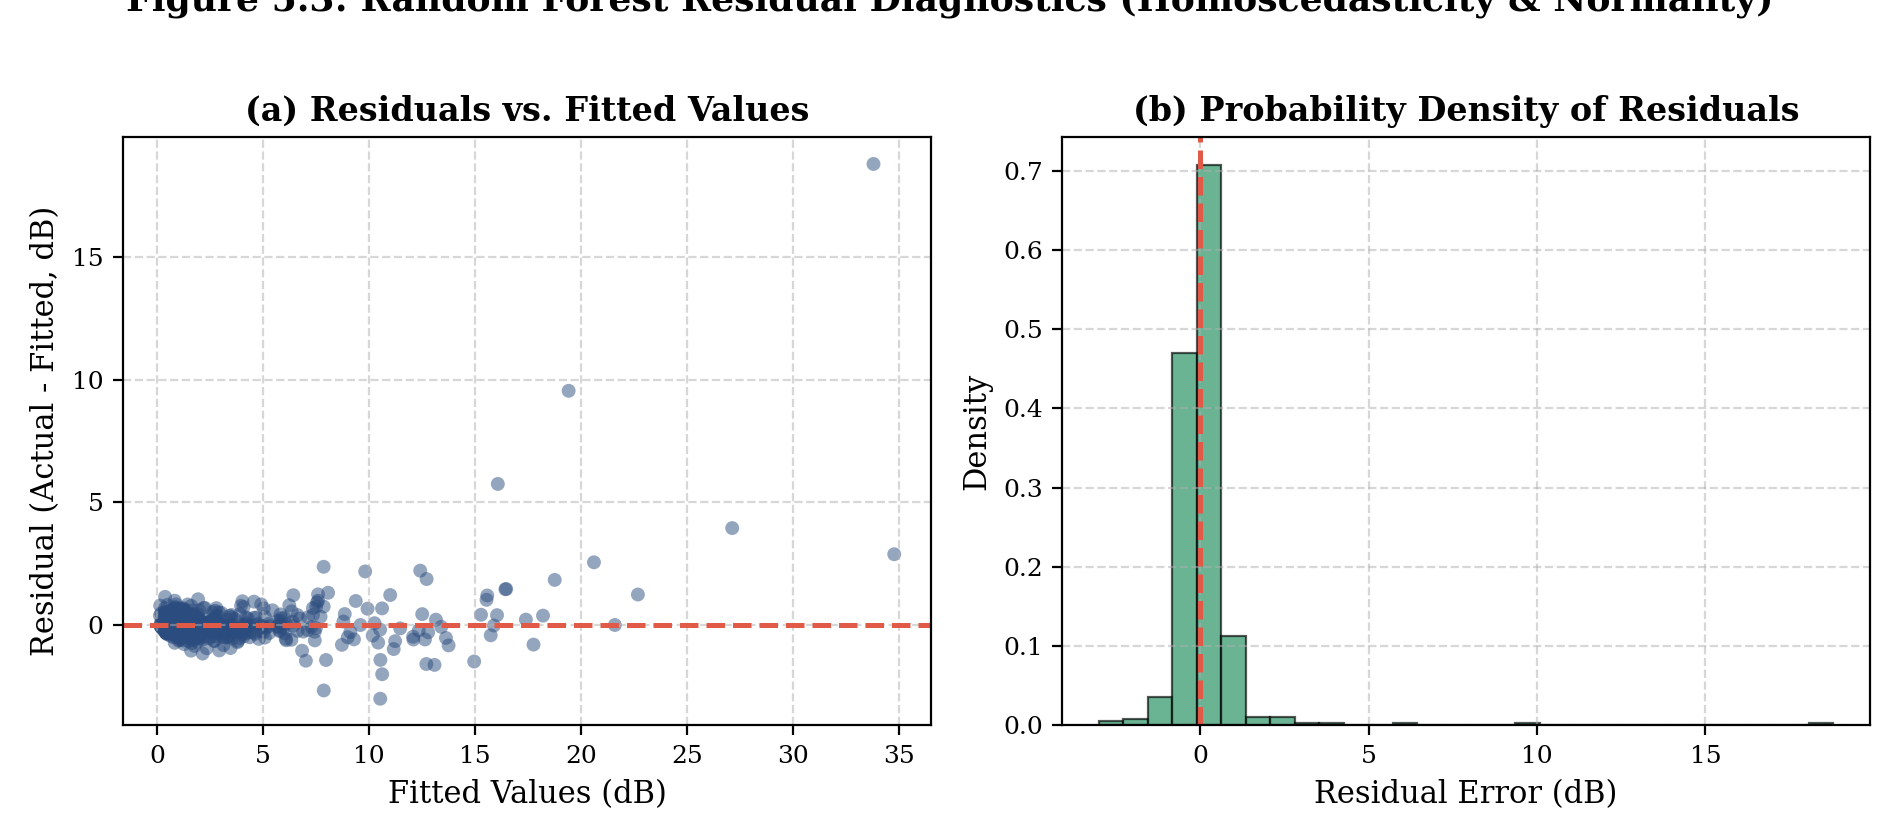 Figure 5.5: Random Forest Residual Diagnostics (Homoscedasticity & Normality)
(a) Residuals vs. Fitted Values
Residual (Actual - Fitted, dB)
15
10
5
0
0 5 10 15 20 25 30 35
Fitted Values (dB)
(b) Probability Density of Residuals
Density
0.7
0.6
0.5
0.4
0.3
0.2
0.1
0.0
0 5 10 15
Residual Error (dB)